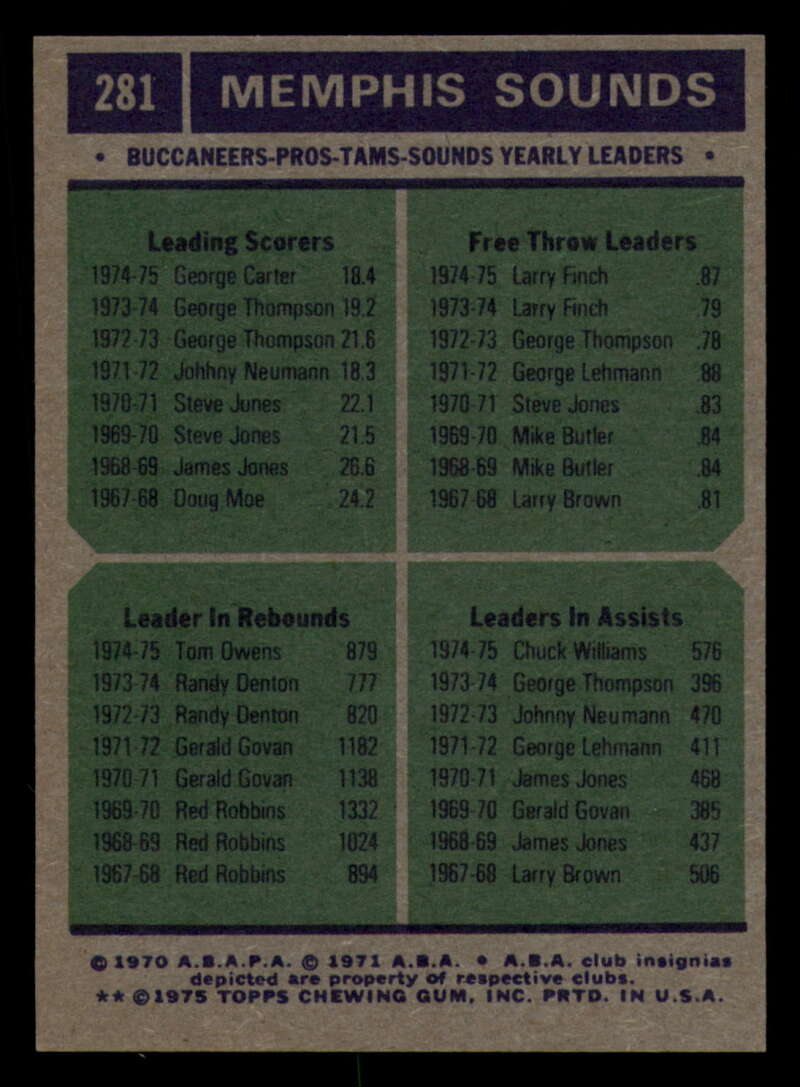 281 MEMPHIS SOUNDS
• BUCCANEERS-PROS-TAMS-SOUNDS YEARLY LEADERS •
Leading Scorers
1974-75 George Carter 18.4
1973-74 George Thompson 19.2
1972-73 George Thompson 21.6
1971-72 Johhny Neumann 18.3
1970-71 Steve Jones 22.1
1969-70 Steve Jones 21.5
1968-69 James Jones 26.6
1967-68 Doug Moe 24.2
Free Throw Leaders
1974-75 Larry Finch .87
1973-74 Larry Finch .79
1972-73 George Thompson .78
1971-72 George Lehmann .88
1970-71 Steve Jones .83
1969-70 Mike Butler .84
1968-69 Mike Butler .84
1967-68 Larry Brown .81
Leader In Rebounds
1974-75 Tom Owens 879
1973-74 Randy Denton 777
1972-73 Randy Denton 820
1971-72 Gerald Govan 1182
1970-71 Gerald Govan 1138
1969-70 Red Robbins 1332
1968-69 Red Robbins 1024
1967-68 Red Robbins 894
Leaders In Assists
1974-75 Chuck Williams 576
1973-74 George Thompson 396
1972-73 Johnny Neumann 470
1971-72 George Lehmann 411
1970-71 James Jones 468
1969-70 Gerald Govan 385
1968-69 James Jones 437
1967-68 Larry Brown 506
© 1970 A.B.A.P.A. © 1971 A.B.A. • A.B.A. club insignias
depicted are property of respective clubs.
** © 1975 TOPPS CHEWING GUM, INC. PRTD. IN U.S.A.